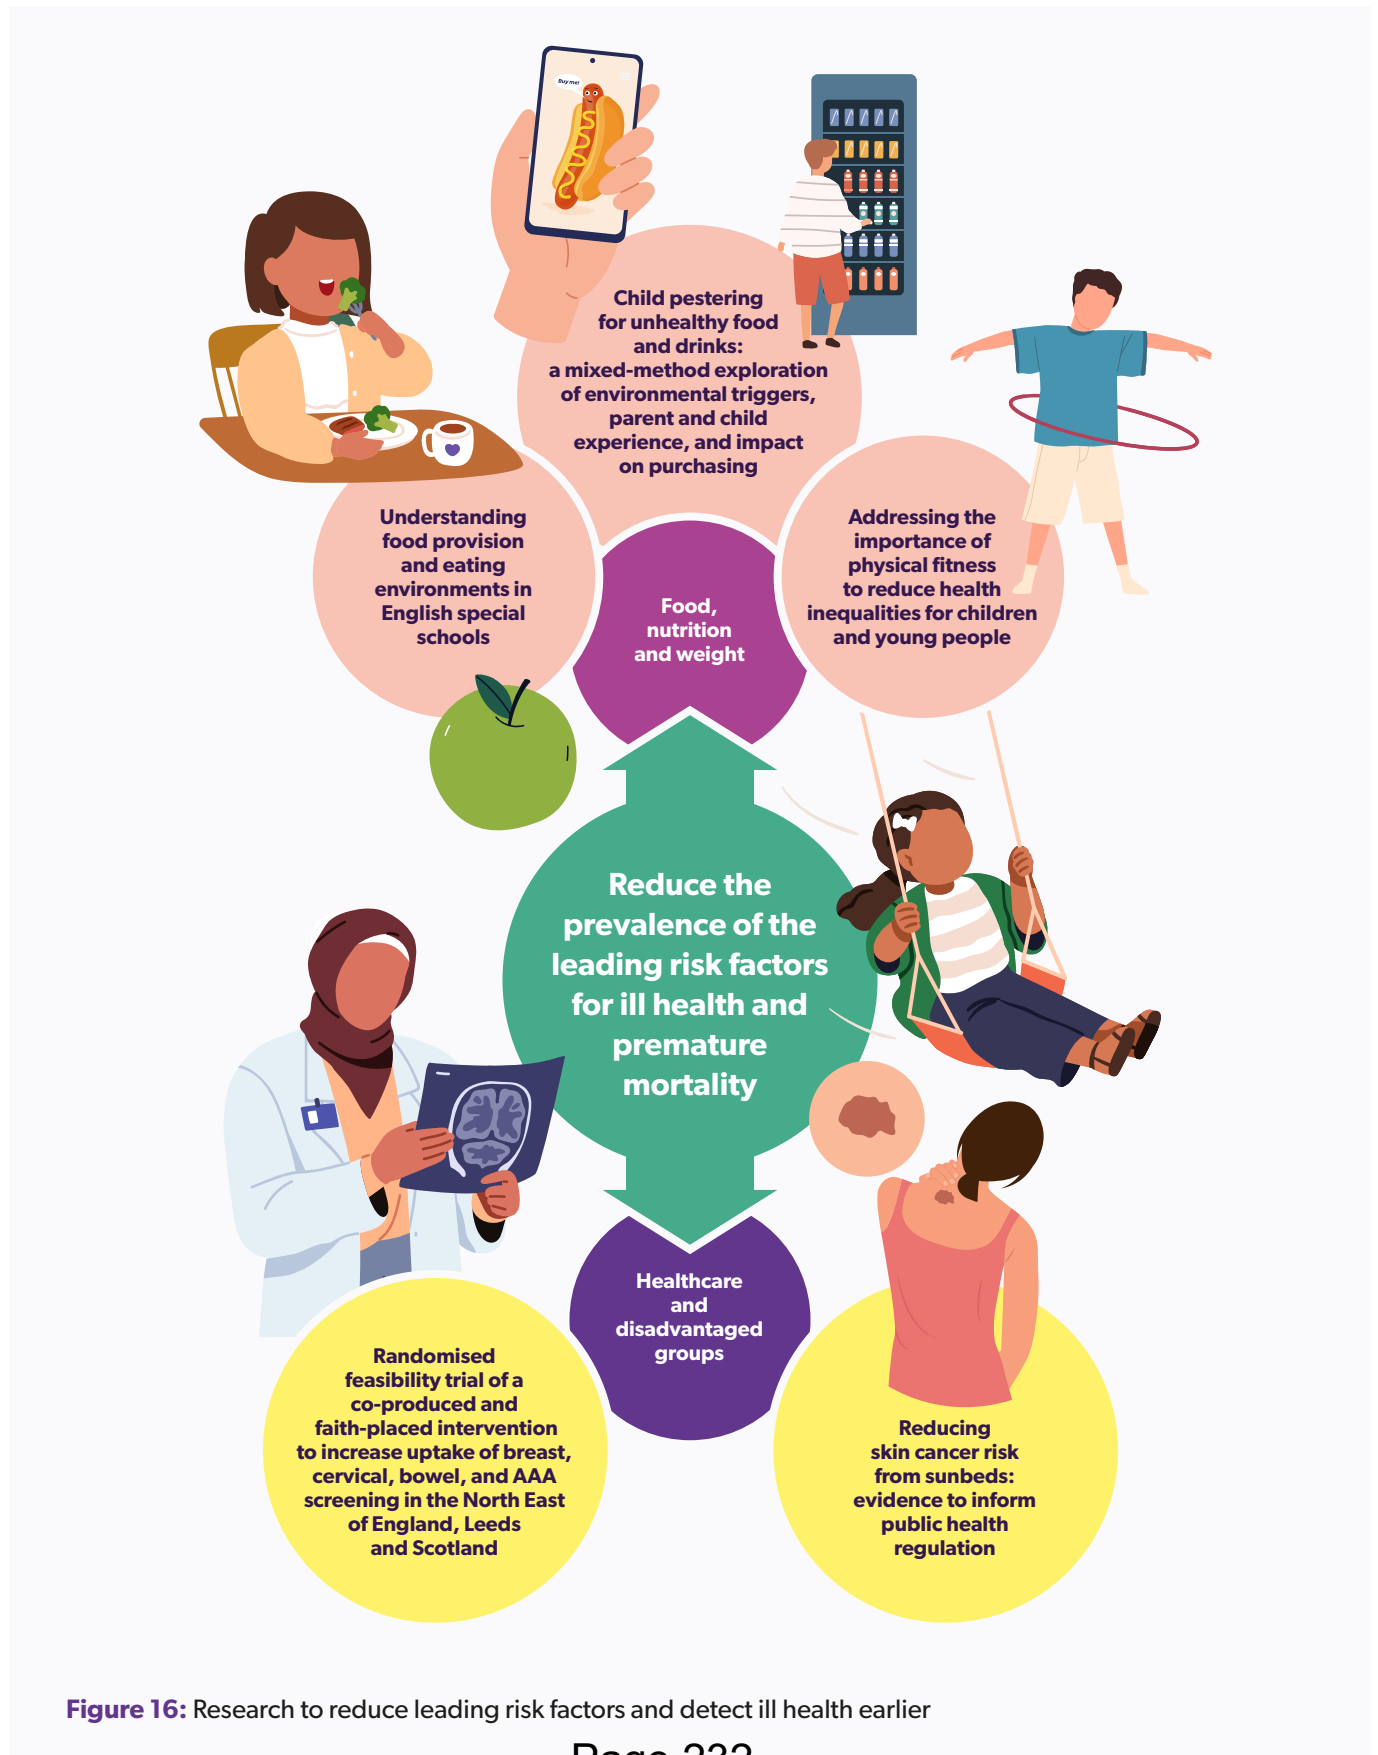 Buy me!
Child pestering
for unhealthy food
and drinks:
a mixed-method exploration
of environmental triggers,
parent and child
experience, and impact
on purchasing
Understanding
food provision
and eating
environments in
English special
schools
Addressing the
importance of
physical fitness
to reduce health
inequalities for children
and young people
Food,
nutrition
and weight
Reduce the
prevalence of the
leading risk factors
for ill health and
premature
mortality
Healthcare
and
disadvantaged
groups
Randomised
feasibility trial of a
co-produced and
faith-placed intervention
to increase uptake of breast,
cervical, bowel, and AAA
screening in the North East
of England, Leeds
and Scotland
Reducing
skin cancer risk
from sunbeds:
evidence to inform
public health
regulation
Figure 16: Research to reduce leading risk factors and detect ill health earlier
Page